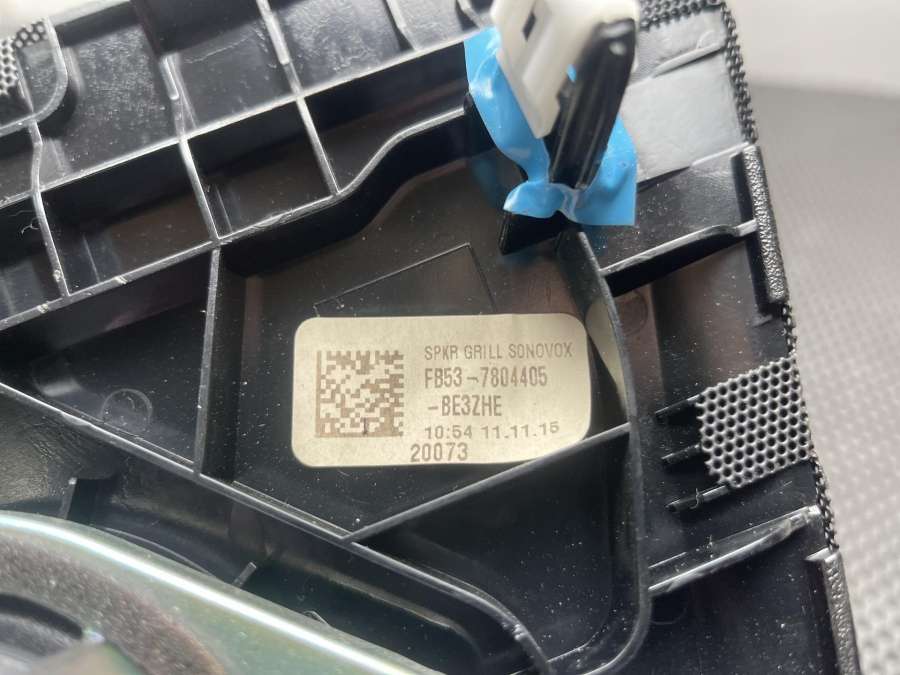 SPKR GRILL SONOVOX
FB53-7804405
-BE3ZHE
10:54 11.11.15
20073